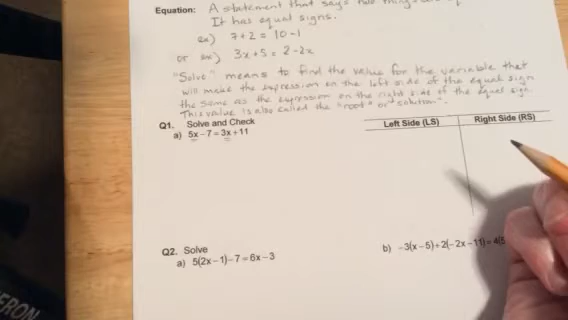 Equation: A statement that says two things
It has equal signs.
ex) 7 + 2 = 10 - 1
or ex) 3x + 5 = 2 - 2x
"Solve" means to find the value for the variable that
will make the expression on the left side of the equal sign
the same as the expression on the right side of the equal sign.
This value is also called the "root" or "solution".
Q1. Solve and Check
a) 5x - 7 = 3x + 11
Left Side (LS) Right Side (RS)
Q2. Solve
a) 5(2x - 1) - 7 = 6x - 3
b) -3(x - 5) + 2(-2x - 11) = 4(5
RON